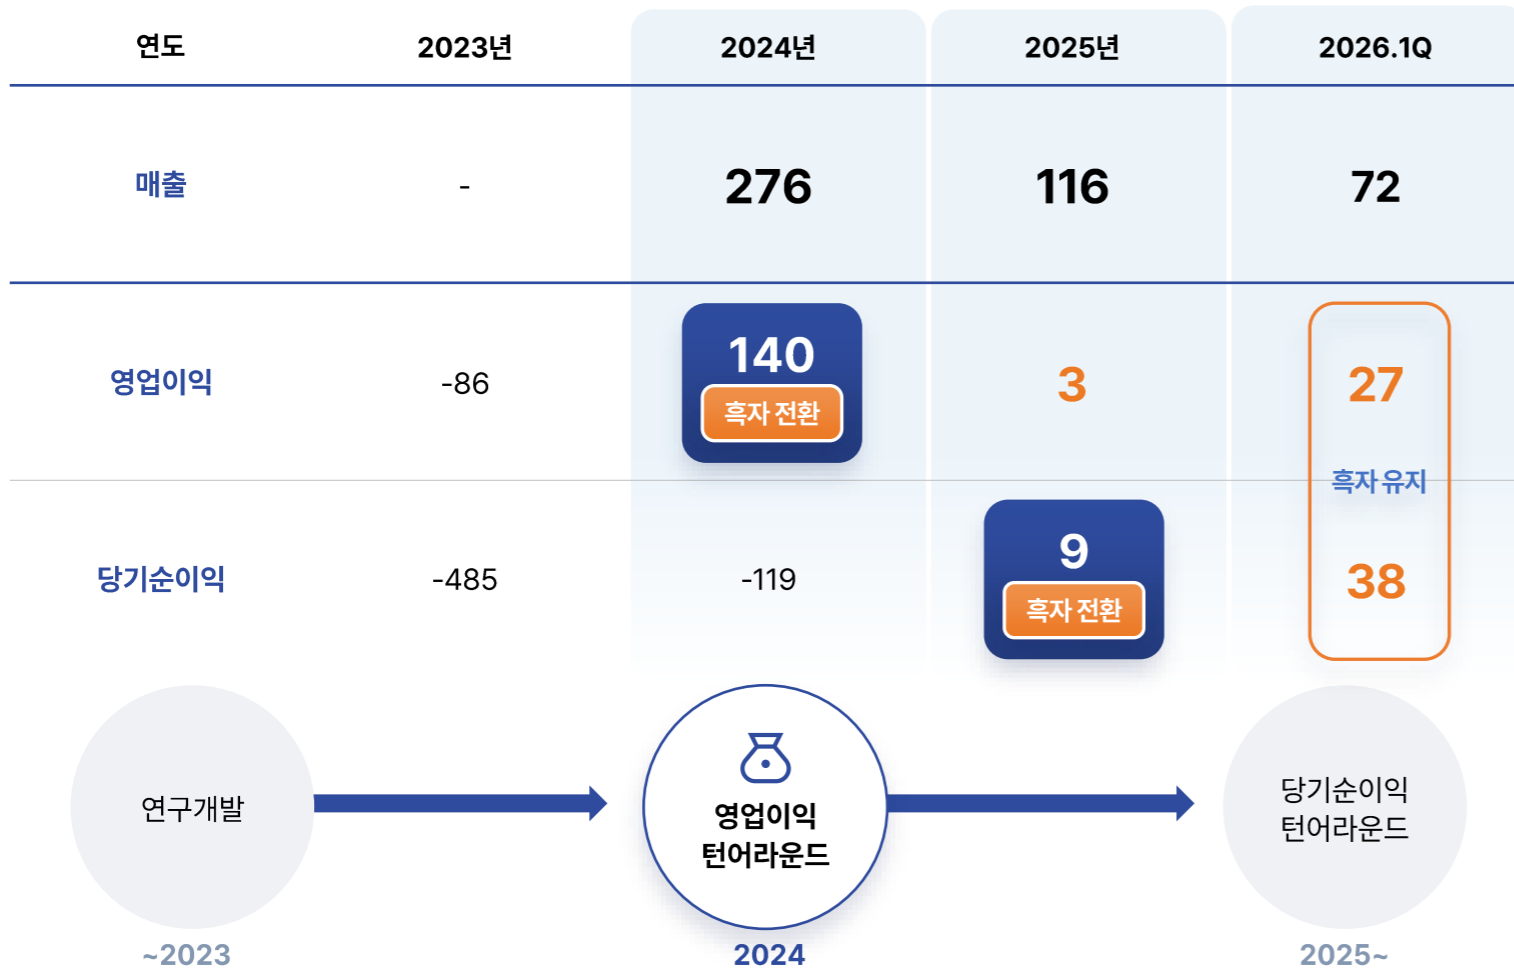 연도 2023년 2024년 2025년 2026.1Q
매출 - 276 116 72
영업이익 -86 140 3 27
흑자 전환
흑자 유지
당기순이익 -485 -119 9 38
흑자 전환
연구개발
영업이익
턴어라운드
당기순이익
턴어라운드
~2023 2024 2025~